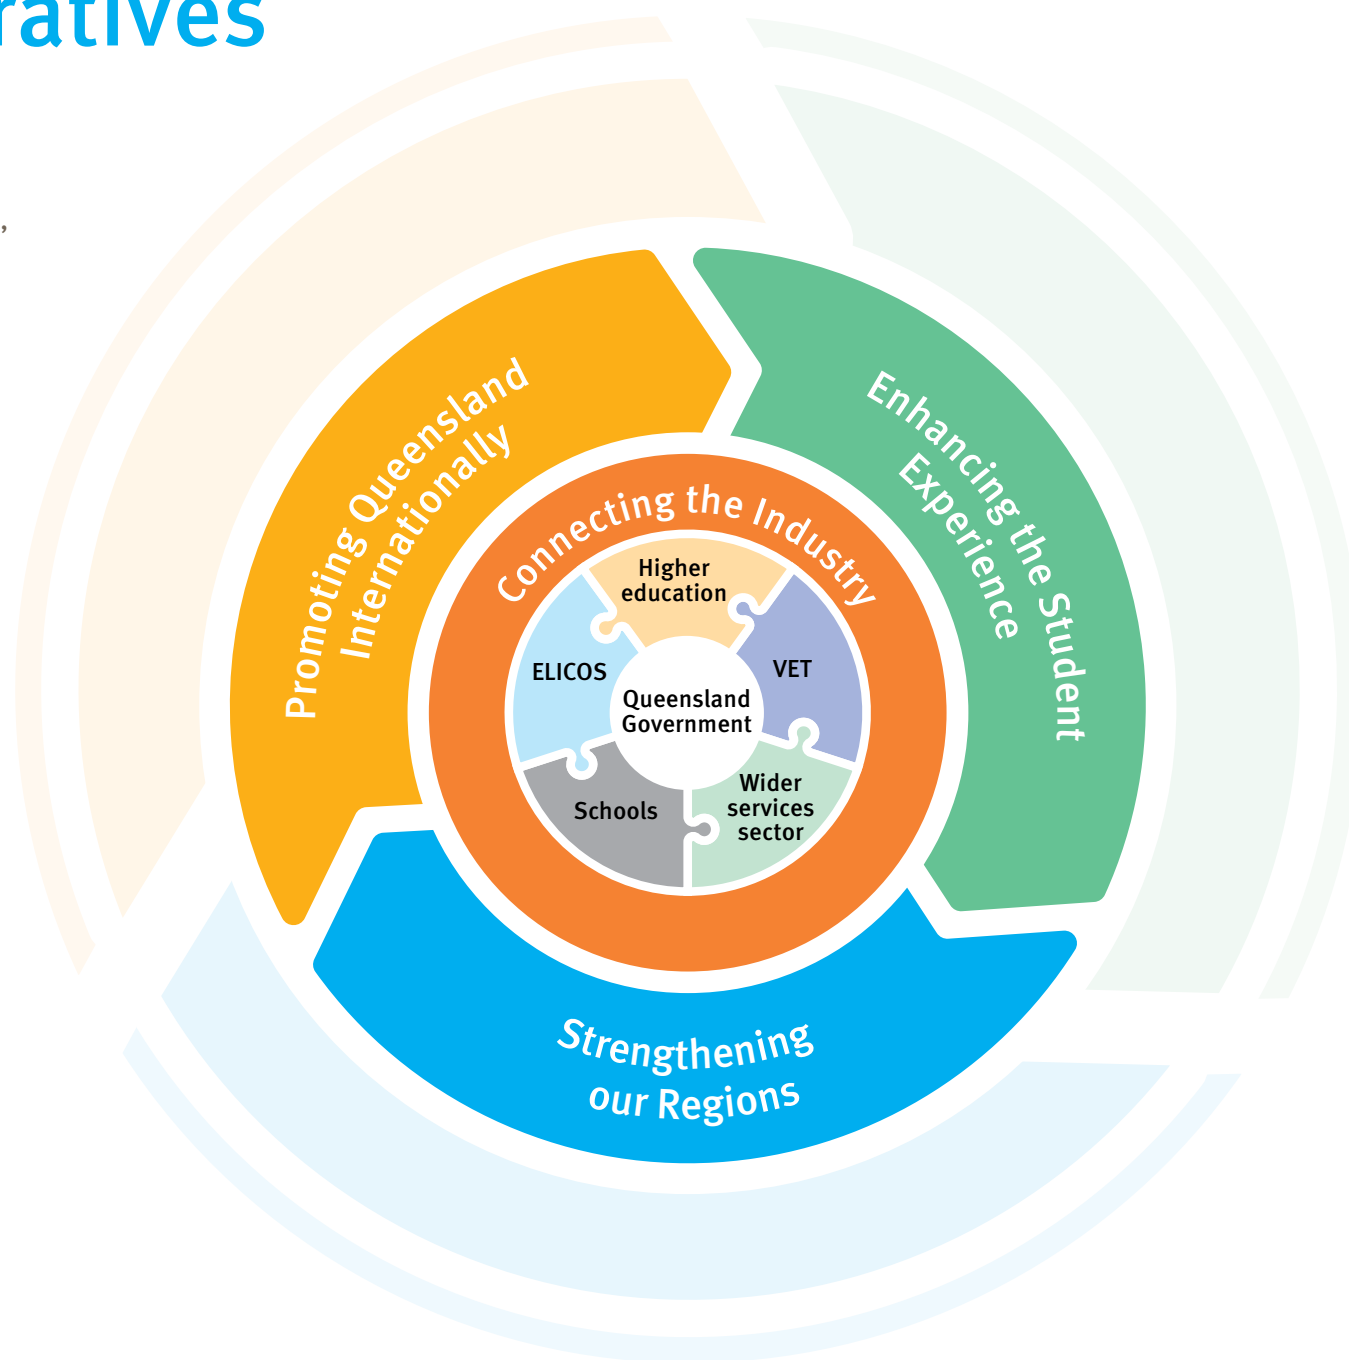 ratives
,
Promoting Queensland
Internationally
Enhancing the Student
Experience
Connecting the Industry
Higher
education
ELICOS
VET
Queensland
Government
Schools
Wider
services
sector
Strengthening
our Regions